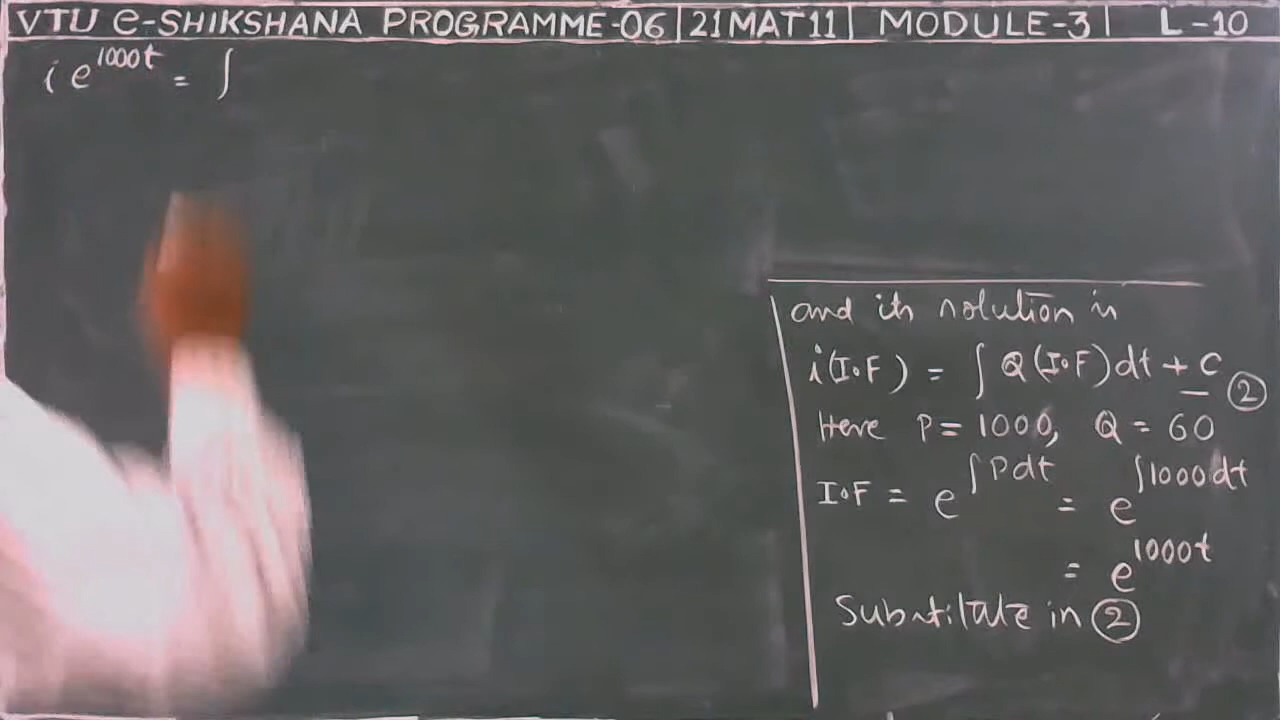 VTU e-SHIKSHANA PROGRAMME-06 | 21MAT11 | MODULE-3 | L-10
i e^{1000t} = ∫
and its solution is
i(I.F) = ∫ Q(I.F)dt + C ②
Here P = 1000, Q = 60
I.F = e^{∫Pdt} = e^{∫1000dt}
= e^{1000t}
Substitute in ②